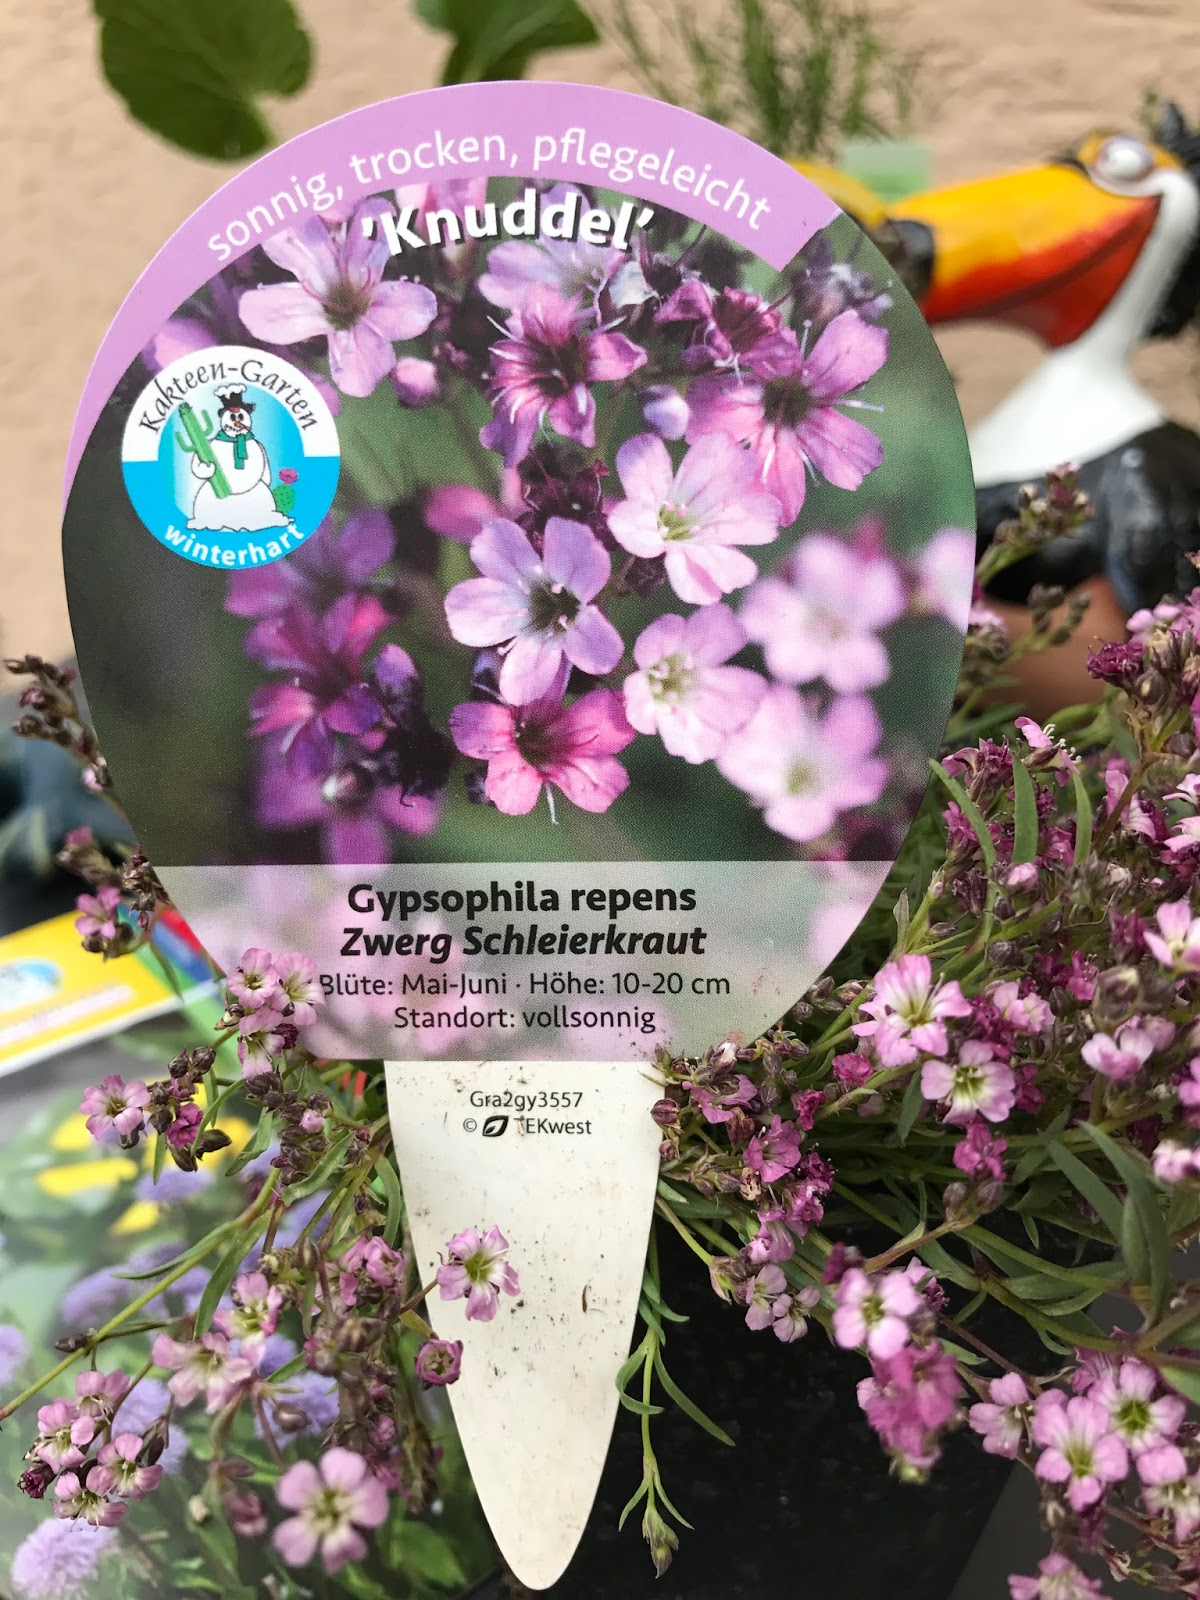 sonnig, trocken, pflegeleicht
'Knuddel'
Kakteen-Garten
winterhart
Gypsophila repens
Zwerg Schleierkraut
Blüte: Mai-Juni · Höhe: 10-20 cm
Standort: vollsonnig
Gra2gy3557
© TEKwest